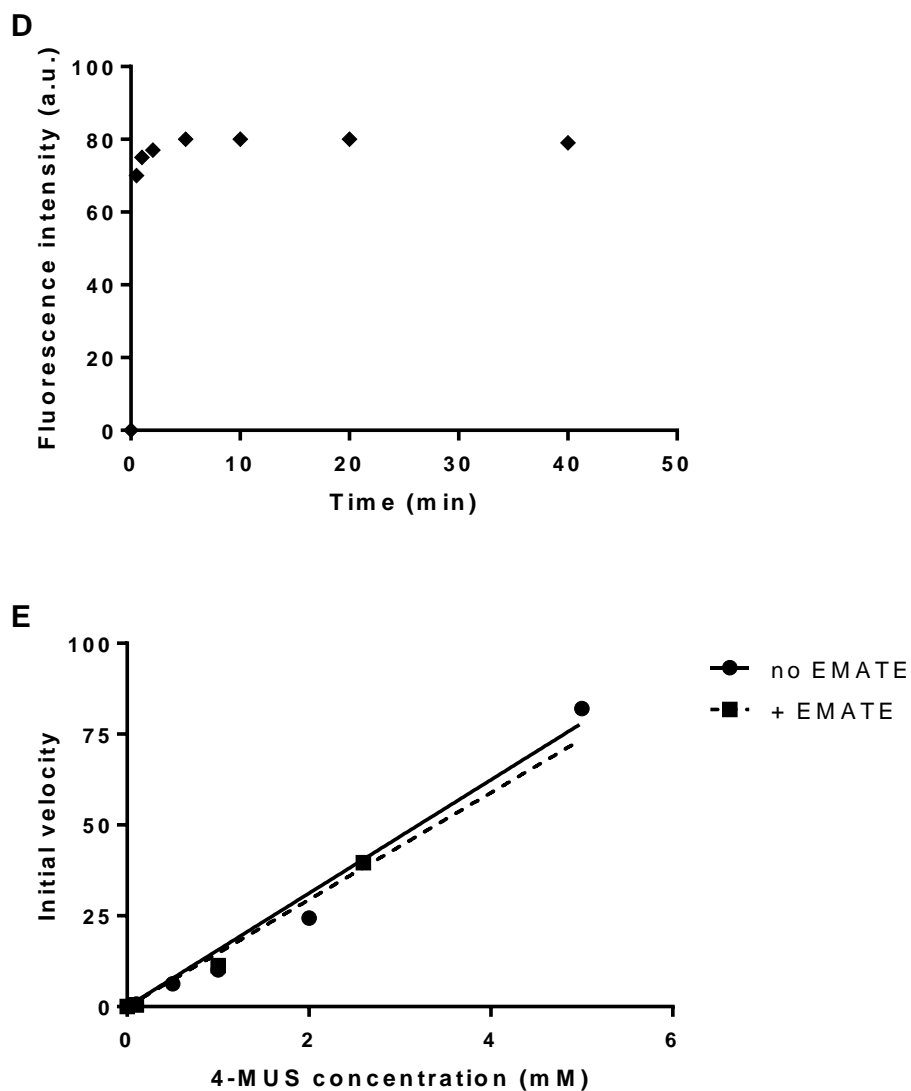 D
Fluorescence intensity (a.u.)
100
80
60
40
20
0
0 10 20 30 40 50
Time (min)
E
Initial velocity
100
75
50
25
0
0 2 4 6
4-MUS concentration (mM)
no EMATE
+ EMATE